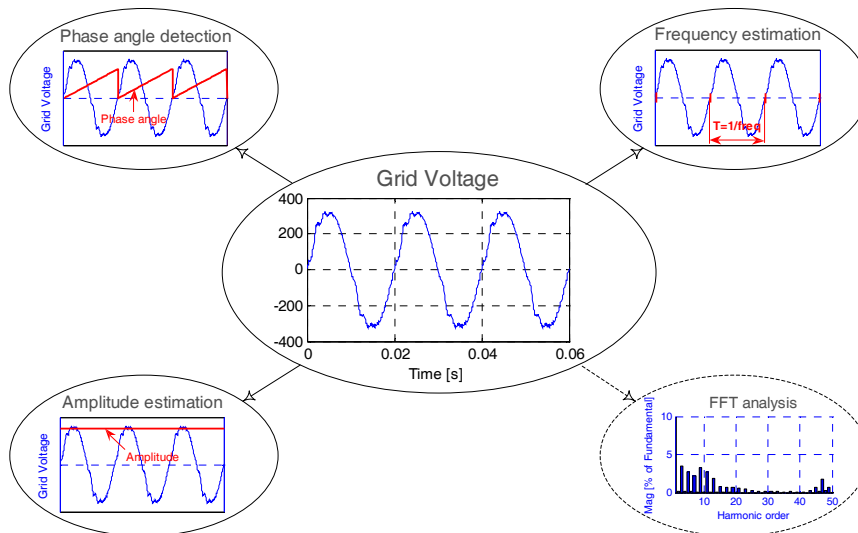 Phase angle detection
Grid Voltage
Phase angle
Frequency estimation
Grid Voltage
T=1/freq
Grid Voltage
400
200
0
-200
-400
0
0.02
0.04
0.06
Time [s]
Amplitude estimation
Grid Voltage
Amplitude
FFT analysis
Mag [% of Fundamental]
10
5
0
10
20
30
40
50
Harmonic order